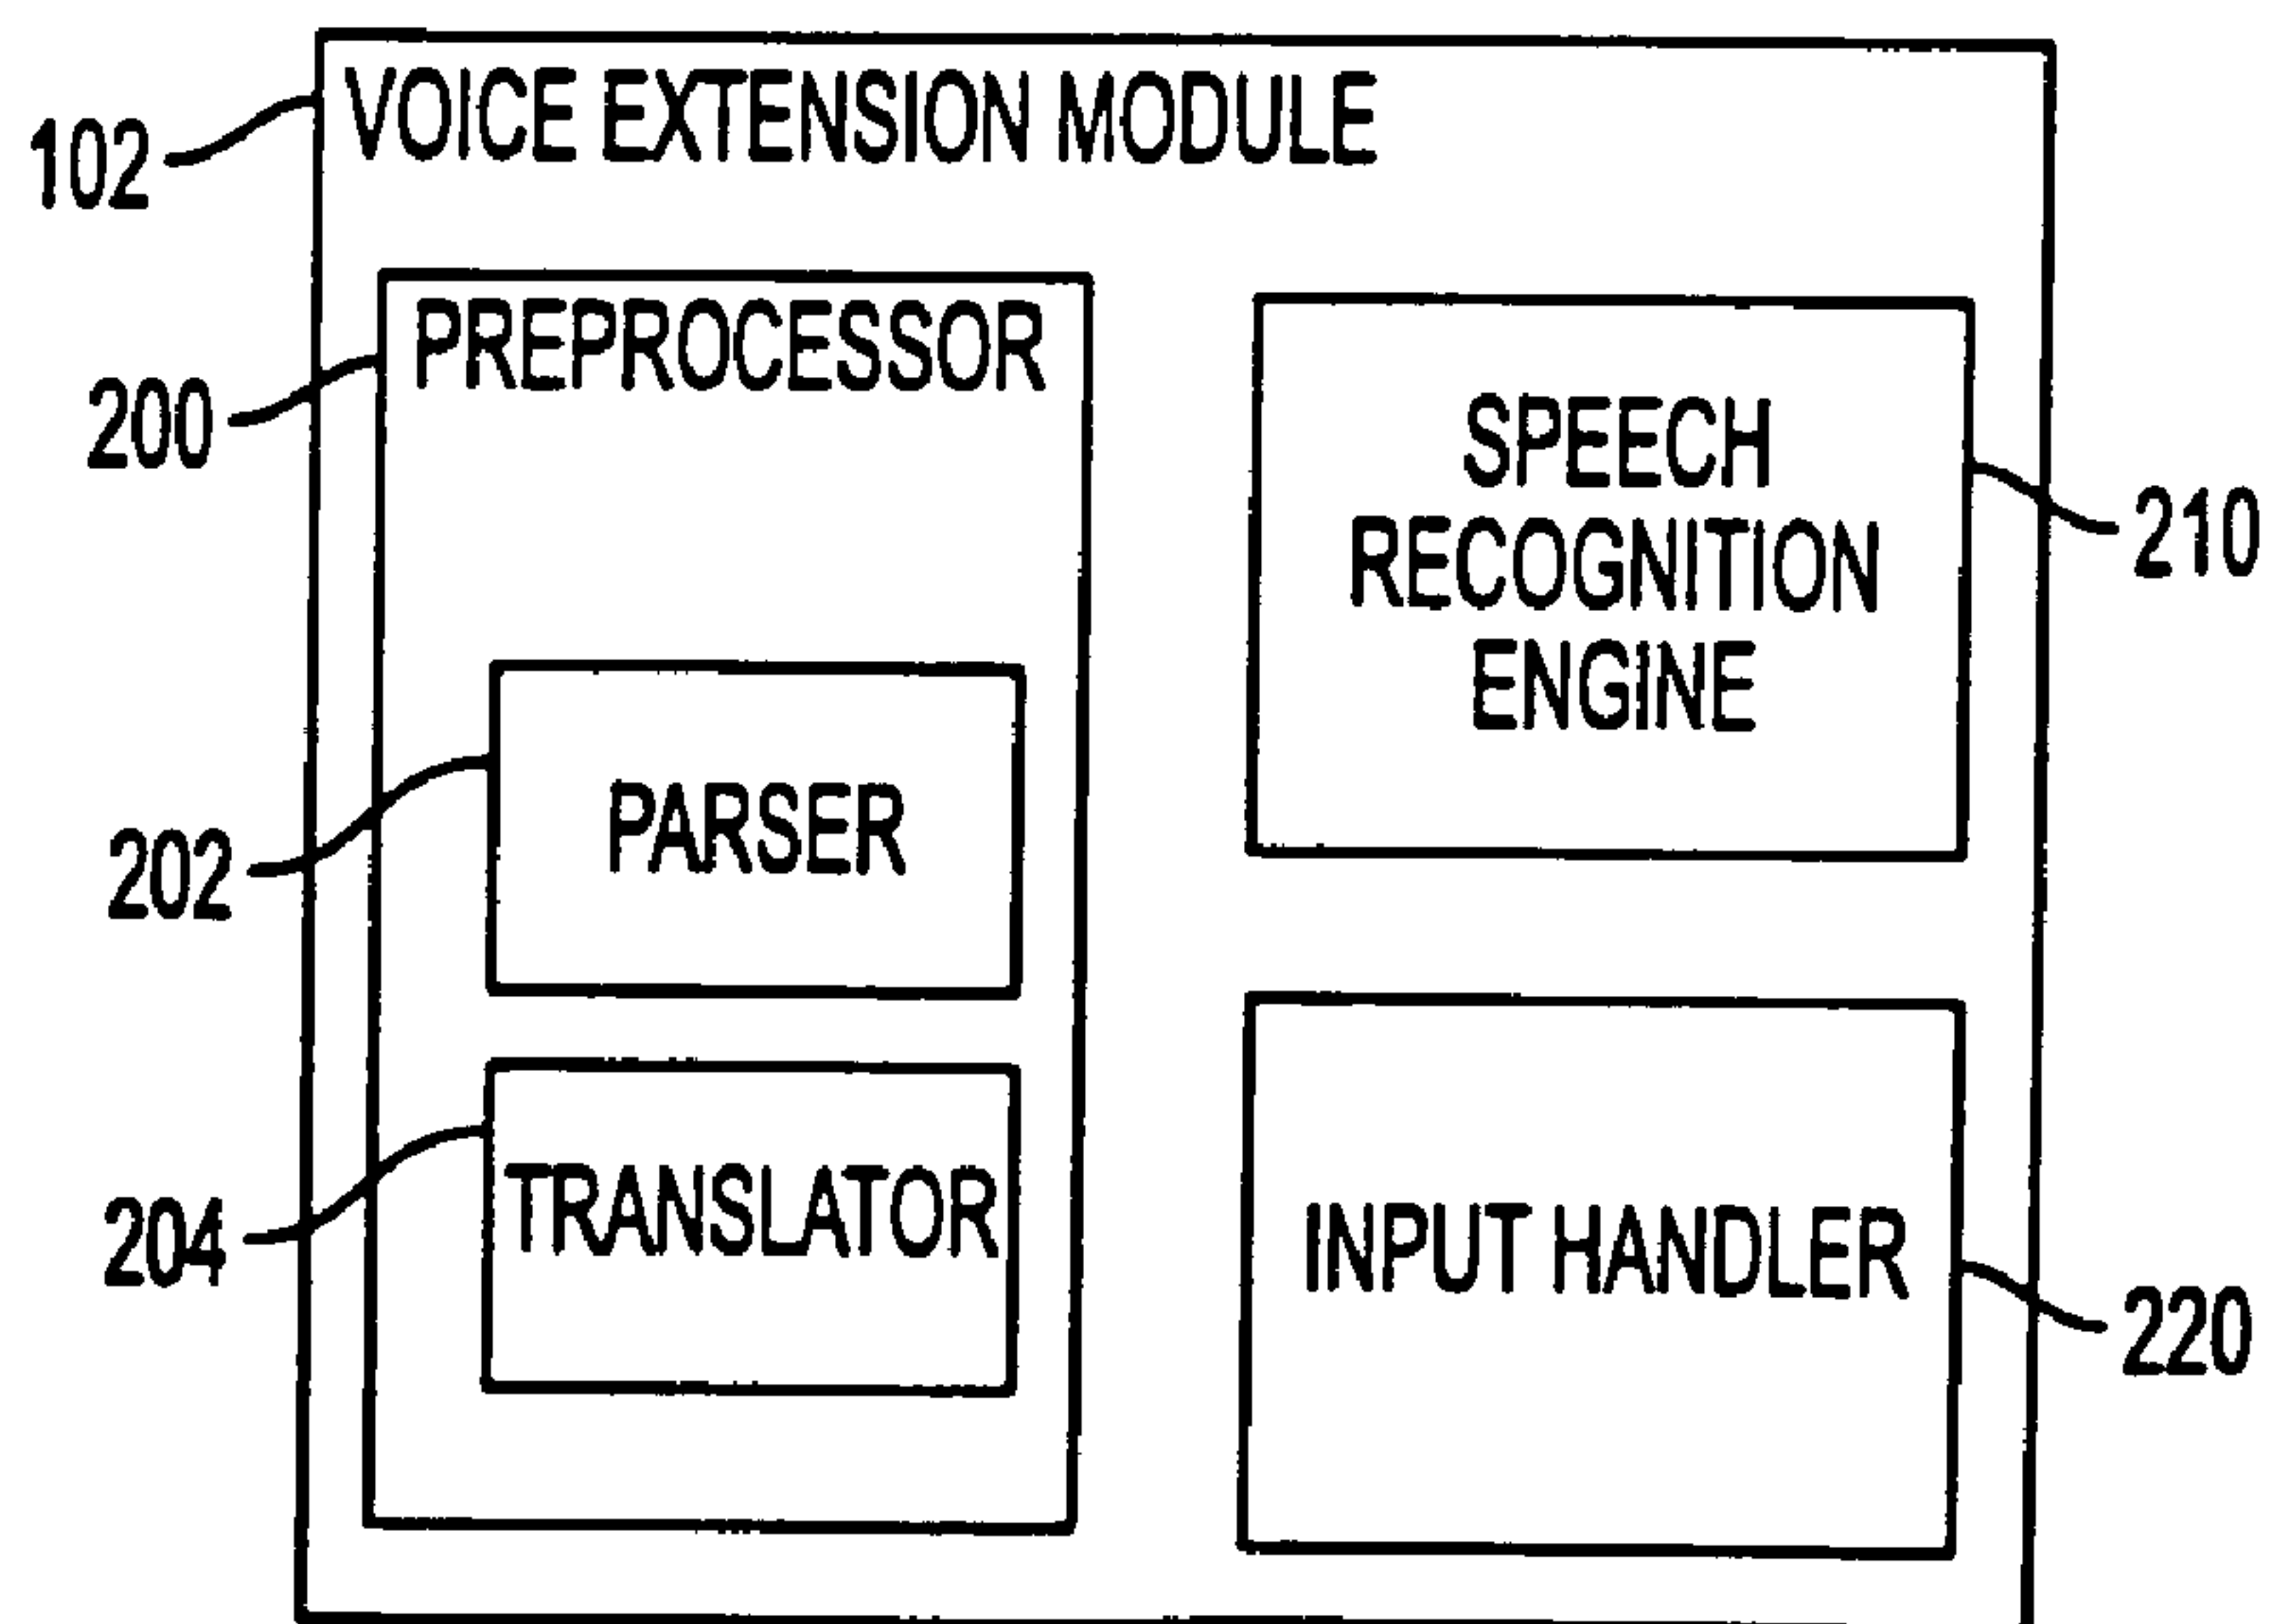 VOICE EXTENSION MODULE
102
PREPROCESSOR
200
SPEECH
RECOGNITION
ENGINE
210
PARSER
202
TRANSLATOR
204
INPUT HANDLER
220